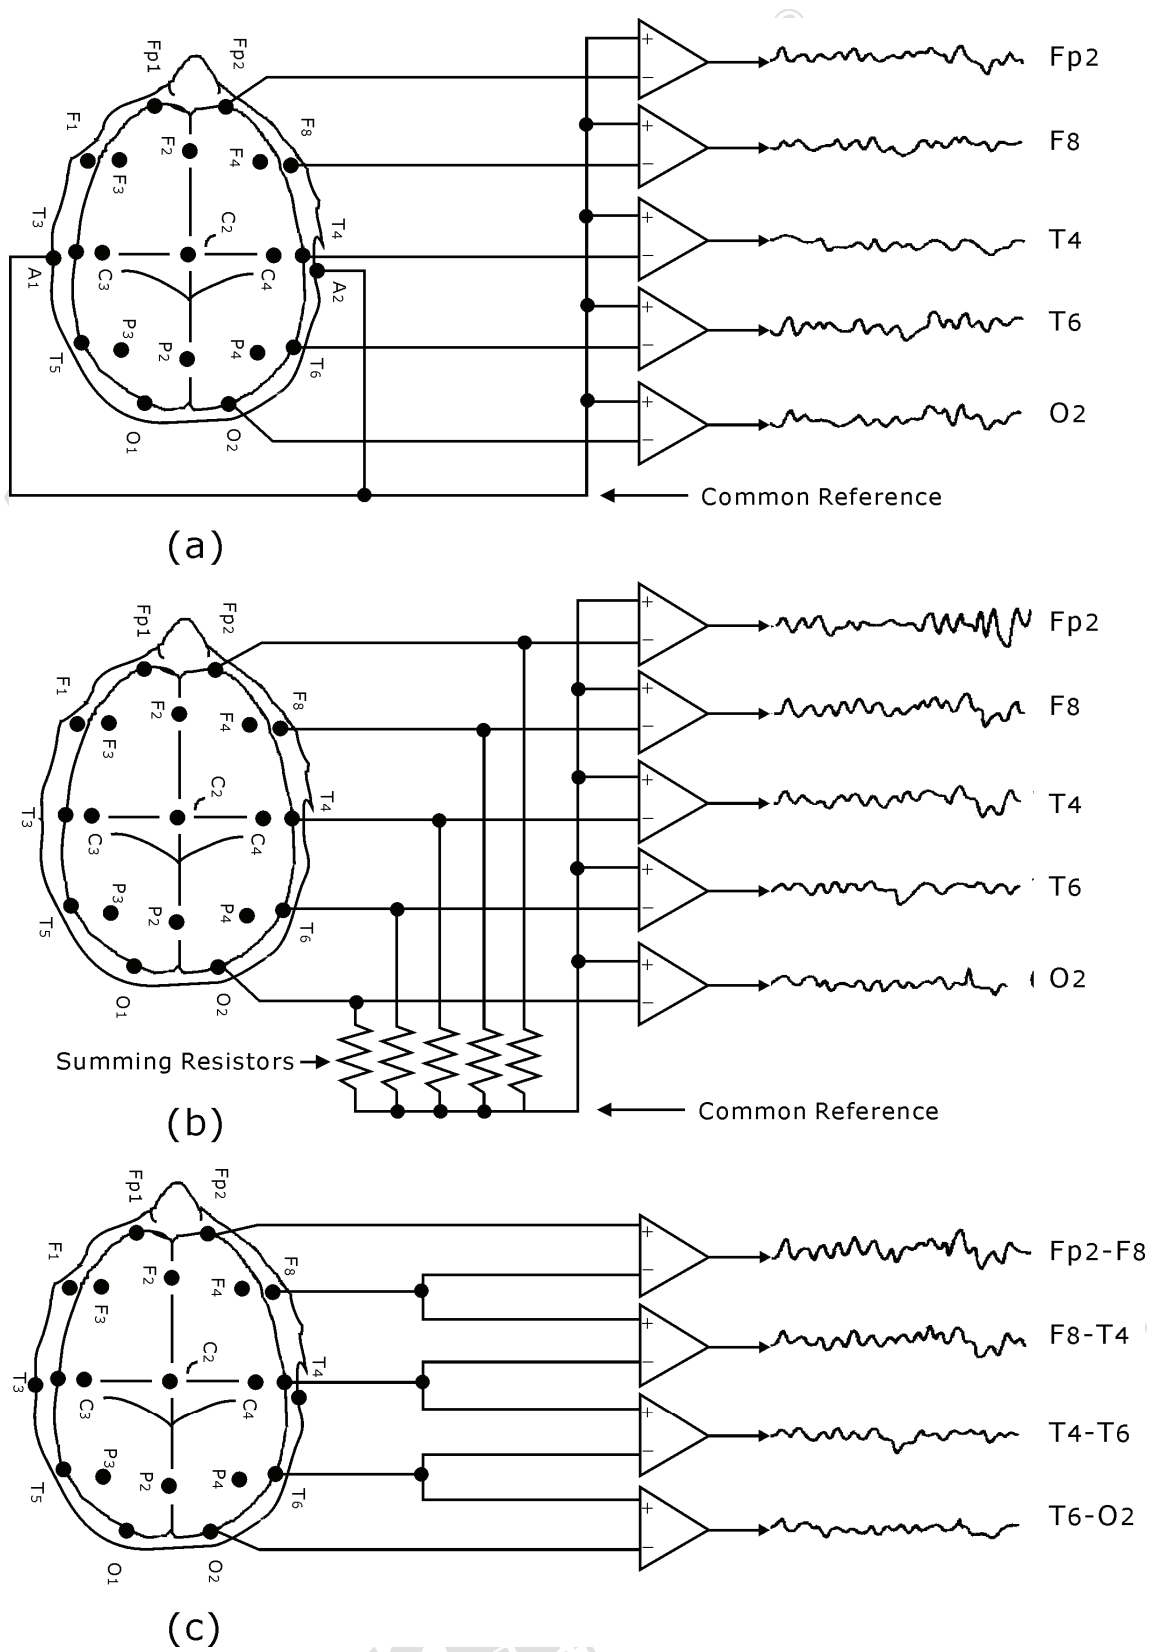 Fp1
Fp2
F1
F3
F2
F4
F8
T3
A1
C3
C2
C4
T4
A2
T5
P3
P2
P4
T6
O1
O2
+
−
Fp2
+
−
F8
+
−
T4
+
−
T6
+
−
O2
Common Reference
(a)
Fp1
Fp2
F1
F3
F2
F4
F8
T3
C3
C2
C4
T4
T5
P3
P2
P4
T6
O1
O2
+
−
Fp2
+
−
F8
+
−
T4
+
−
T6
+
−
O2
Summing Resistors
Common Reference
(b)
Fp1
Fp2
F1
F3
F2
F4
F8
T3
C3
C2
C4
T4
T5
P3
P2
P4
T6
O1
O2
+
−
Fp2-F8
+
−
F8-T4
+
−
T4-T6
+
−
T6-O2
(c)